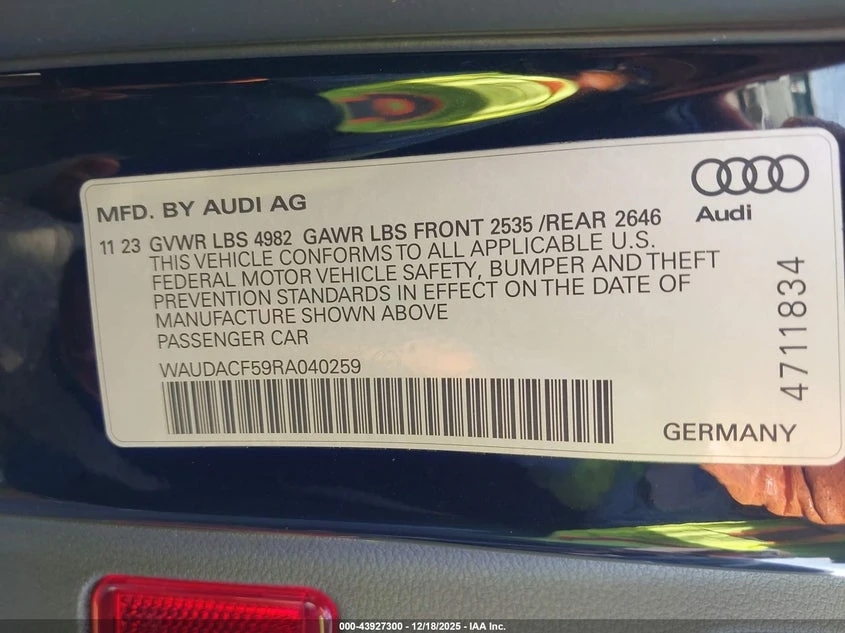 Audi
MFD. BY AUDI AG
11 23 GVWR LBS 4982 GAWR LBS FRONT 2535 /REAR 2646
THIS VEHICLE CONFORMS TO ALL APPLICABLE U.S.
FEDERAL MOTOR VEHICLE SAFETY, BUMPER AND THEFT
PREVENTION STANDARDS IN EFFECT ON THE DATE OF
MANUFACTURE SHOWN ABOVE
PASSENGER CAR
WAUDACF59RA040259
4711834
GERMANY
000-43927300 - 12/18/2025 - IAA Inc.